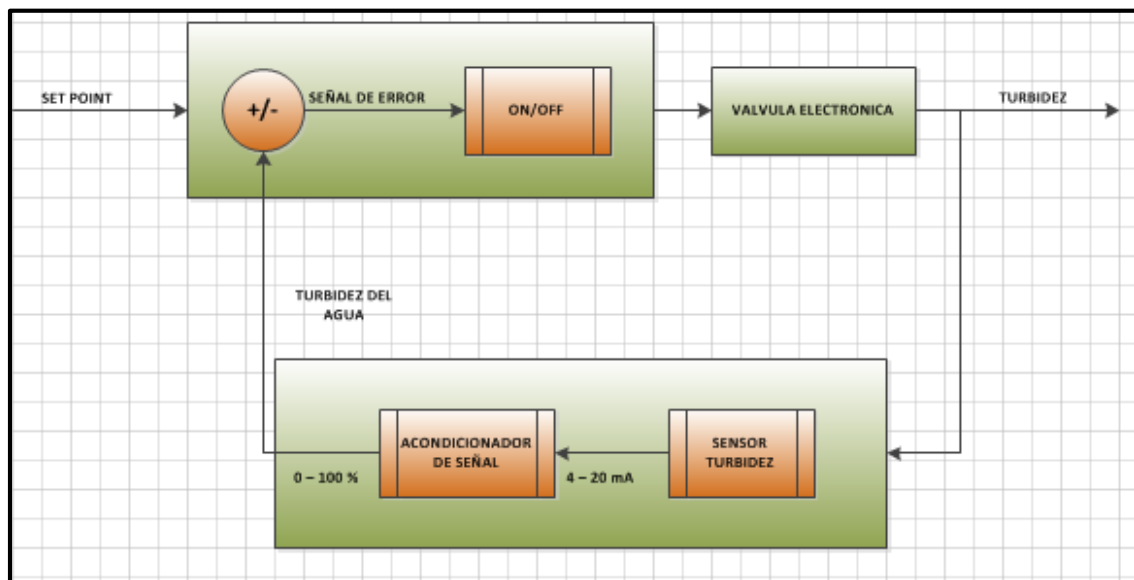 SET POINT
+/-
SEÑAL DE ERROR
ON/OFF
VALVULA ELECTRONICA
TURBIDEZ
TURBIDEZ DEL
AGUA
ACONDICIONADOR
DE SEÑAL
SENSOR
TURBIDEZ
0 – 100 %
4 – 20 mA